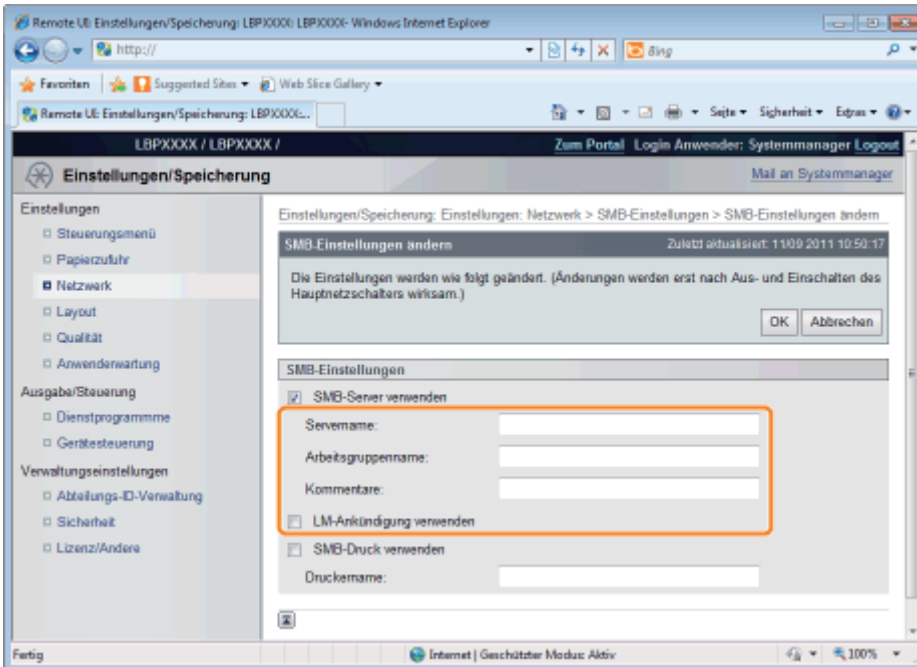 Remote UI: Einstellungen/Speicherung: LBPXXXX: LBPXXXX- Windows Internet Explorer
http://
Bing
Favoriten Suggested Sites Web Slice Gallery
Remote UI: Einstellungen/Speicherung: LBPXXXX:...
Seite Sicherheit Extras
LBPXXXX / LBPXXXX /
Zum Portal Login Anwender: Systemmanager Logout
Einstellungen/Speicherung
Mail an Systemmanager
Einstellungen
Steuerungsmenü
Papierzufuhr
Netzwerk
Layout
Qualität
Anwenderwartung
Ausgabe/Steuerung
Dienstprogrammme
Gerätesteuerung
Verwaltungseinstellungen
Abteilungs-ID-Verwaltung
Sicherheit
Lizenz/Andere
Einstellungen/Speicherung: Einstellungen: Netzwerk > SMB-Einstellungen > SMB-Einstellungen ändern
SMB-Einstellungen ändern
Zuletzt aktualisiert: 11/09 2011 10:50:17
Die Einstellungen werden wie folgt geändert. (Änderungen werden erst nach Aus- und Einschalten des
Hauptnetzschalters wirksam.)
OK Abbrechen
SMB-Einstellungen
SMB-Server verwenden
Servername:
Arbeitsgruppenname:
Kommentare:
LM-Ankündigung verwenden
SMB-Druck verwenden
Druckername:
Fertig
Internet | Geschützter Modus: Aktiv
100%